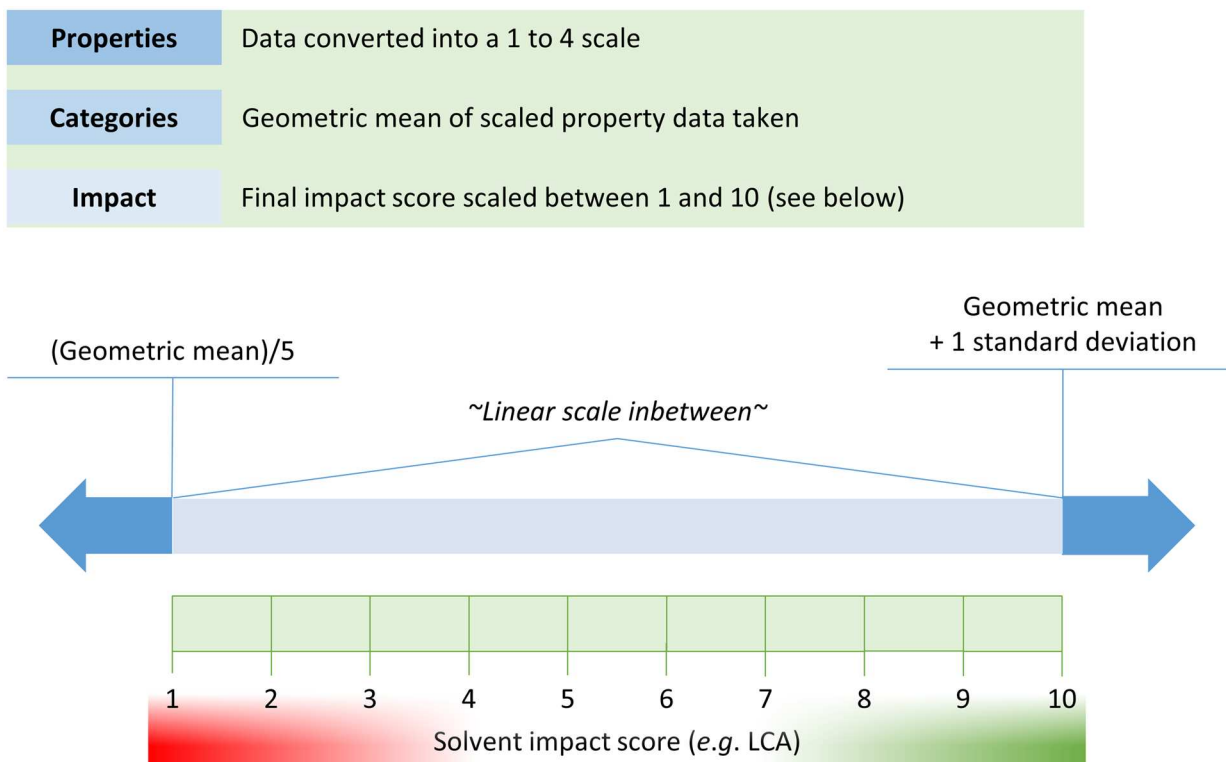 Properties Data converted into a 1 to 4 scale
Categories Geometric mean of scaled property data taken
Impact Final impact score scaled between 1 and 10 (see below)
Geometric mean
+ 1 standard deviation
(Geometric mean)/5
~Linear scale inbetween~
1 2 3 4 5 6 7 8 9 10
Solvent impact score (e.g. LCA)